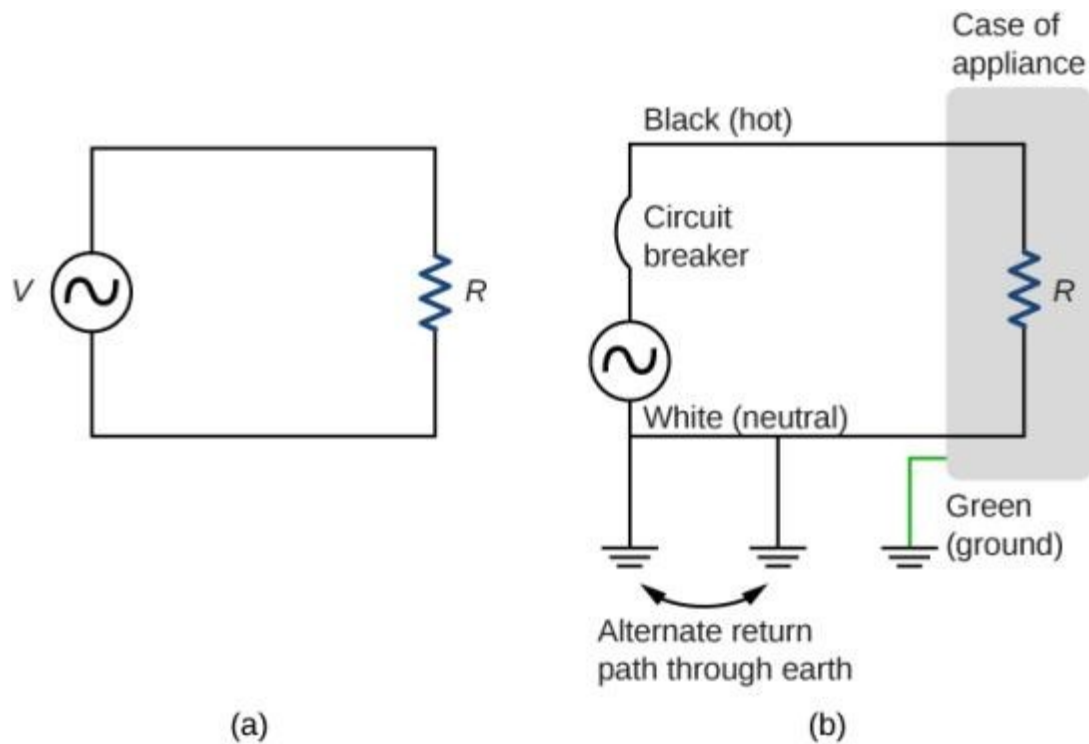 Case of
appliance
Black (hot)
Circuit
breaker
V
R
R
White (neutral)
Green
(ground)
Alternate return
path through earth
(a)
(b)